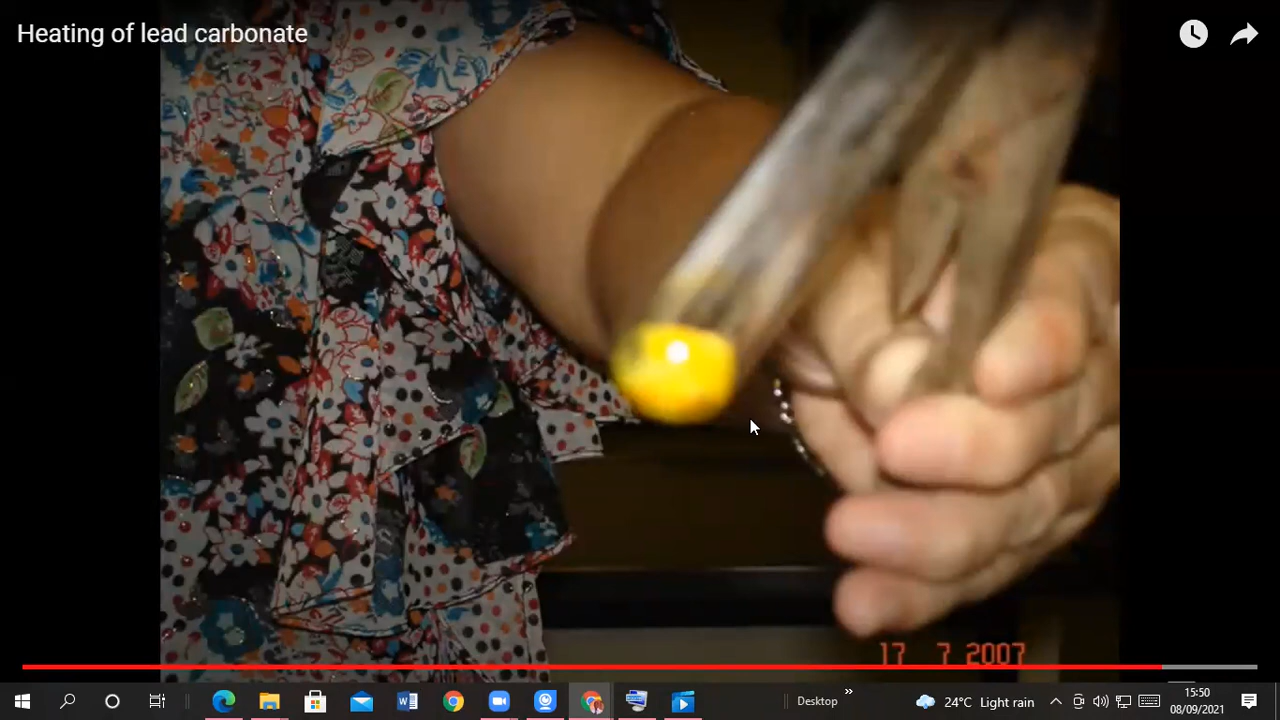 Heating of lead carbonate
17 7 2007
Desktop
24°C Light rain
15:50
08/09/2021